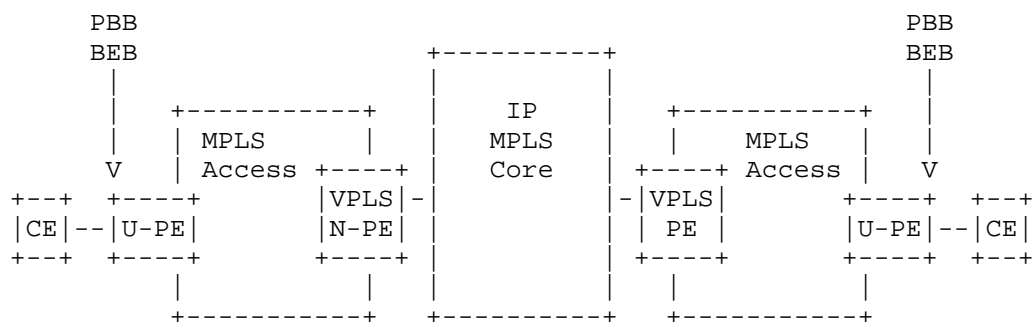 PBB PBB
BEB BEB
IP
MPLS MPLS MPLS
V Access Core Access V
VPLS VPLS
CE U-PE N-PE PE U-PE CE